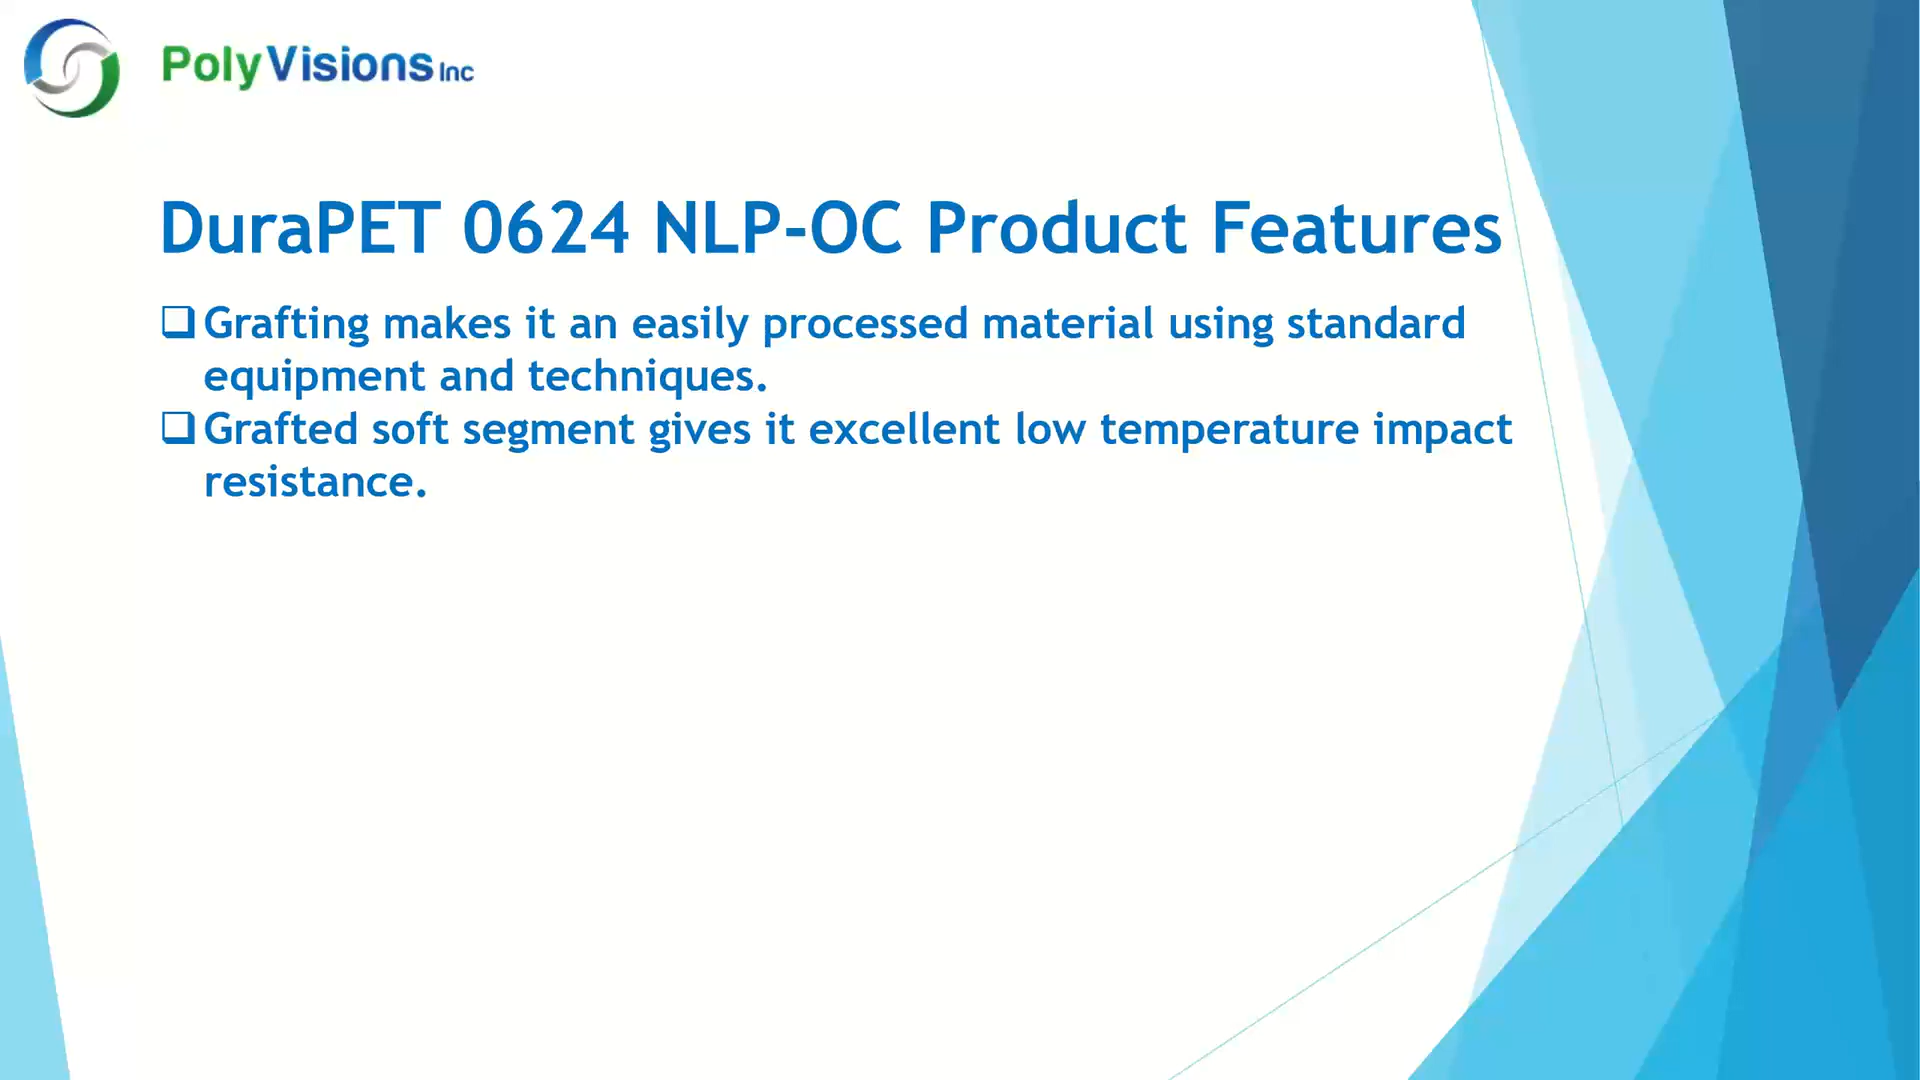 PolyVisions Inc
DuraPET 0624 NLP-OC Product Features
Grafting makes it an easily processed material using standard
equipment and techniques.
Grafted soft segment gives it excellent low temperature impact
resistance.